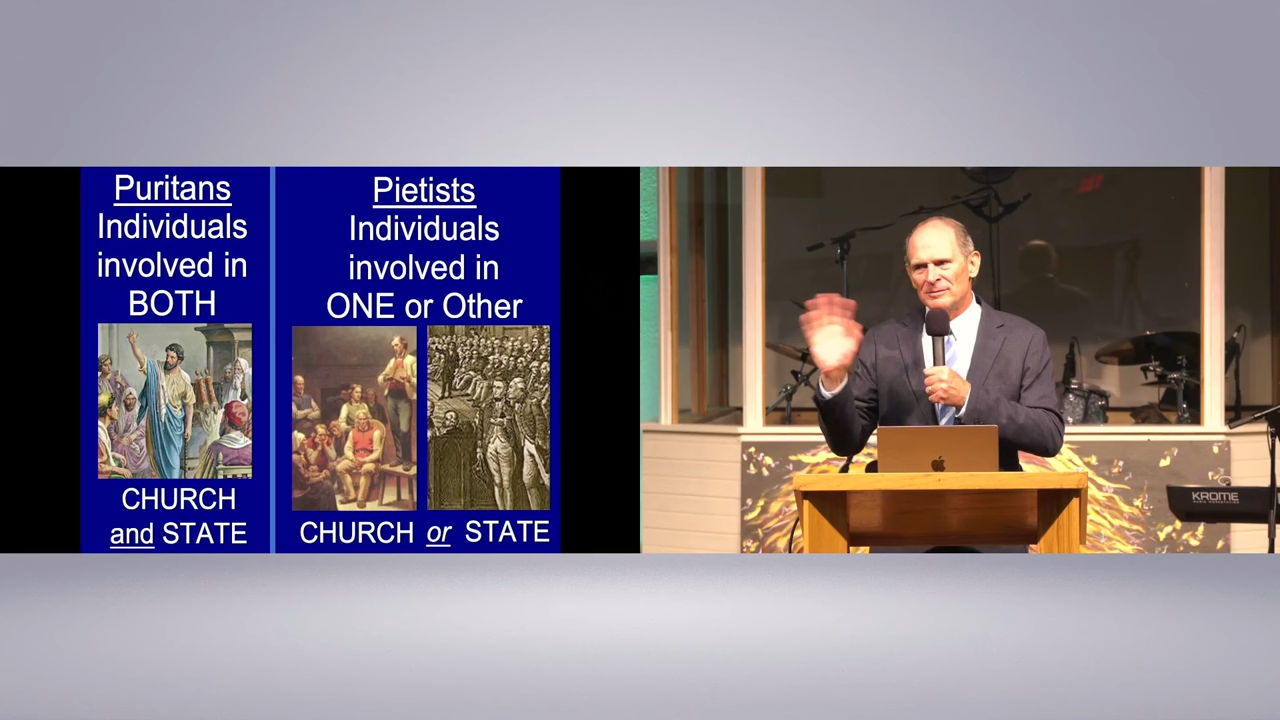 Puritans
Individuals
involved in
BOTH
CHURCH
and STATE
Pietists
Individuals
involved in
ONE or Other
CHURCH or STATE
KROME